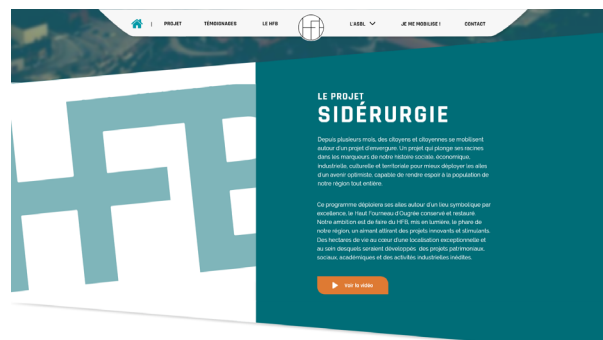 PROJET
TÉMOIGNAGES
LE HFB
HFB
L'ASBL
JE ME MOBILISE !
CONTACT
HFB
LE PROJET
SIDÉRURGIE
Depuis plusieurs mois, des citoyens et citoyennes se mobilisent
autour d'un projet d'envergure. Un projet qui plonge ses racines
dans les marqueurs de notre histoire sociale, économique,
industrielle, culturelle et territoriale pour mieux déployer les ailes
d'un avenir optimiste, capable de rendre espoir à la population de
notre région tout entière.
Ce programme déploiera ses ailes autour d'un lieu symbolique par
excellence, le Haut Fourneau d'Ougrée conservé et restauré.
Notre ambition est de faire du HFB, mis en lumière, le phare de
notre région, un aimant attirant des projets innovants et stimulants.
Des hectares de vie au cœur d'une localisation exceptionnelle et
au sein desquels seraient développés des projets patrimoniaux,
sociaux, académiques et des activités industrielles inédites.
Voir la vidéo